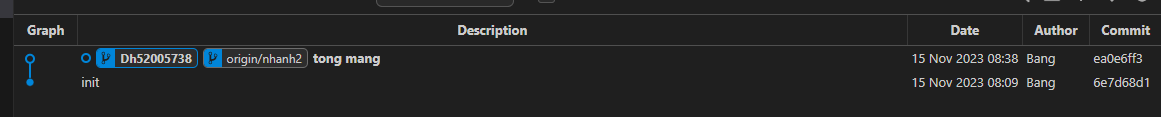 Graph Description Date Author Commit
Dh52005738 origin/nhanh2 tong mang 15 Nov 2023 08:38 Bang ea0e6ff3
init 15 Nov 2023 08:09 Bang 6e7d68d1